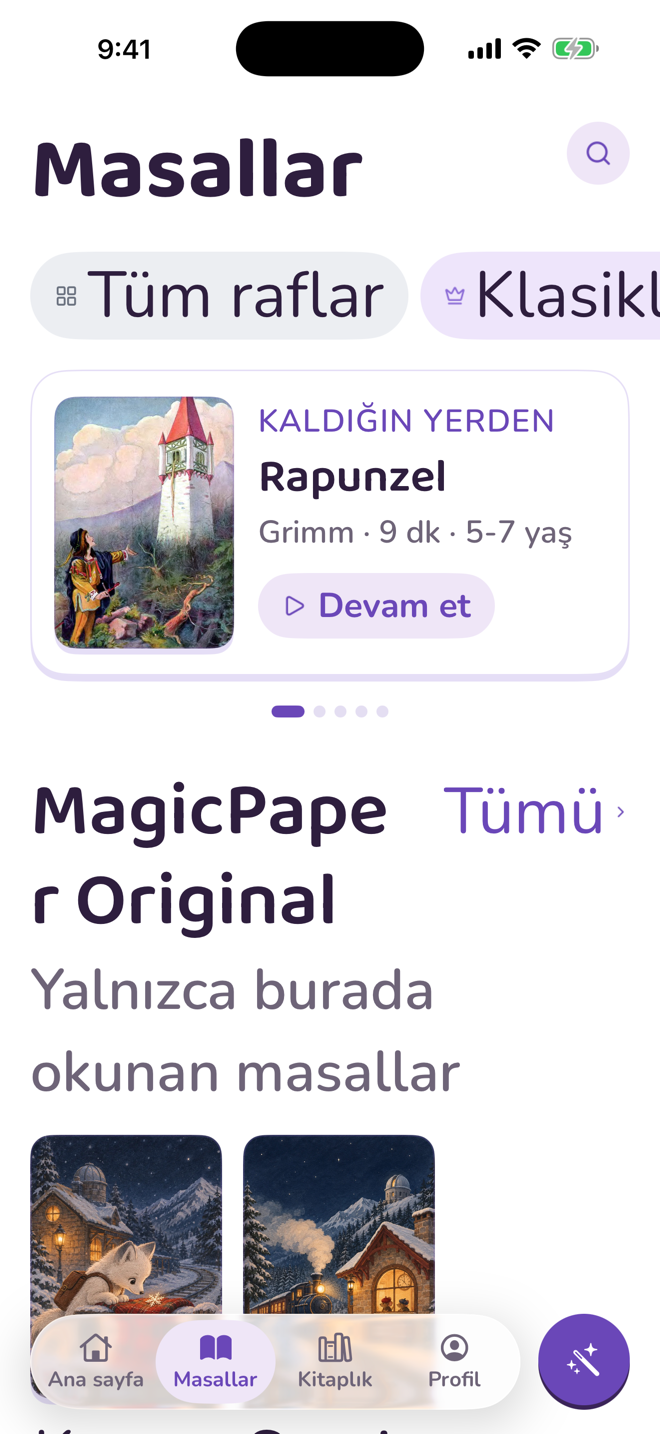 9:41
Masallar
Tüm raflar
Klasikl
KALDIĞIN YERDEN
Rapunzel
Grimm · 9 dk · 5-7 yaş
Devam et
MagicPape
r Original
Tümü ›
Yalnızca burada
okunan masallar
Ana sayfa
Masallar
Kitaplık
Profil